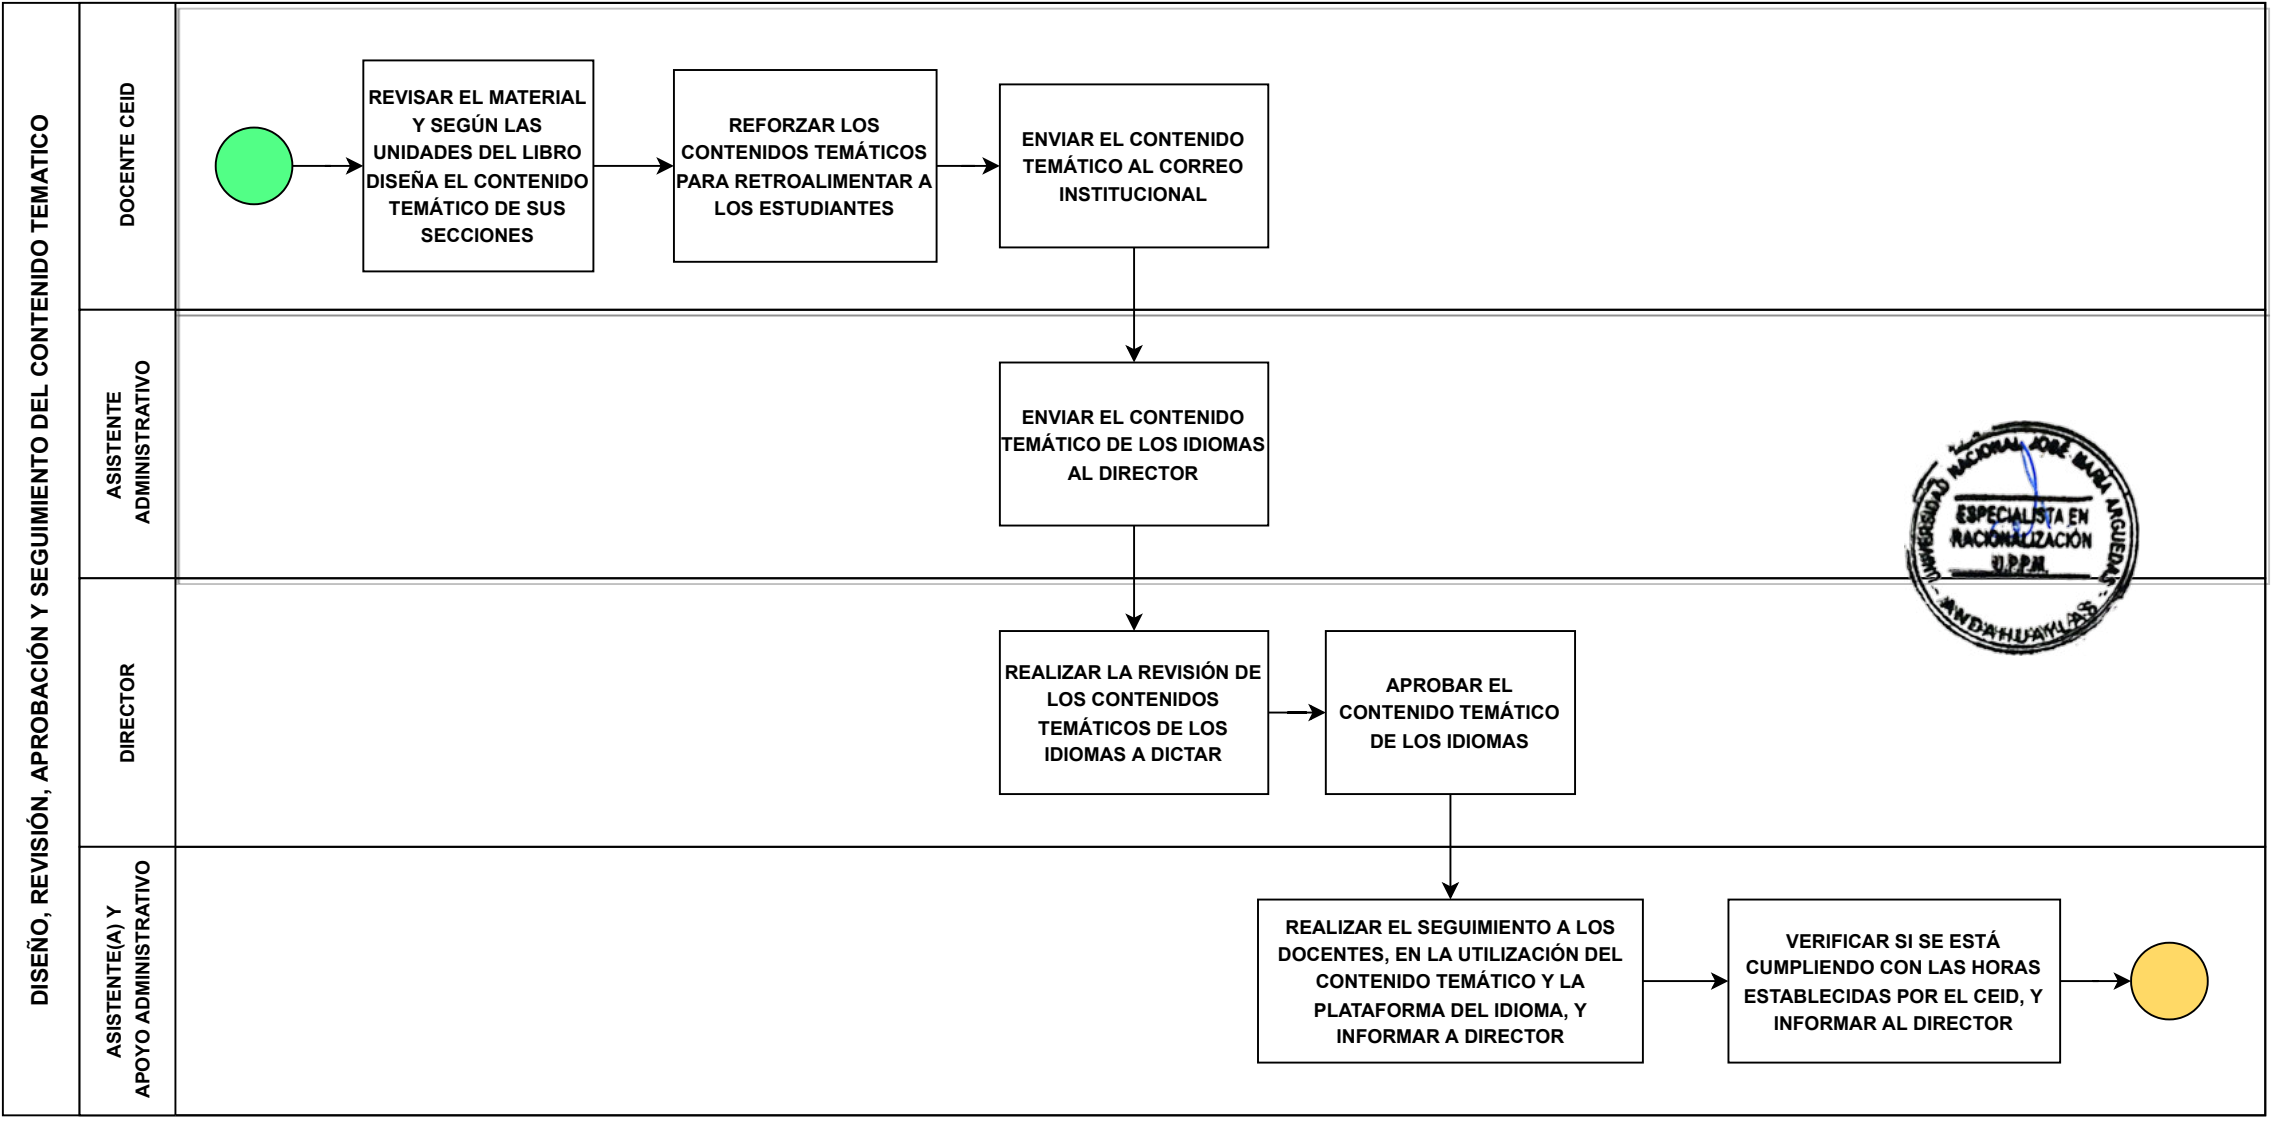 DISEÑO, REVISIÓN, APROBACIÓN Y SEGUIMIENTO DEL CONTENIDO TEMATICO
DOCENTE CEID
REVISAR EL MATERIAL
Y SEGÚN LAS
UNIDADES DEL LIBRO
DISEÑA EL CONTENIDO
TEMÁTICO DE SUS
SECCIONES
REFORZAR LOS
CONTENIDOS TEMÁTICOS
PARA RETROALIMENTAR A
LOS ESTUDIANTES
ENVIAR EL CONTENIDO
TEMÁTICO AL CORREO
INSTITUCIONAL
ASISTENTE
ADMINISTRATIVO
ENVIAR EL CONTENIDO
TEMÁTICO DE LOS IDIOMAS
AL DIRECTOR
UNIVERSIDAD NACIONAL JOSÉ MARÍA ARGUEDAS
ESPECIALISTA EN
RACIONALIZACIÓN
U.P.P.M.
- ANDAHUAYLAS -
DIRECTOR
REALIZAR LA REVISIÓN DE
LOS CONTENIDOS
TEMÁTICOS DE LOS
IDIOMAS A DICTAR
APROBAR EL
CONTENIDO TEMÁTICO
DE LOS IDIOMAS
ASISTENTE(A) Y
APOYO ADMINISTRATIVO
REALIZAR EL SEGUIMIENTO A LOS
DOCENTES, EN LA UTILIZACIÓN DEL
CONTENIDO TEMÁTICO Y LA
PLATAFORMA DEL IDIOMA, Y
INFORMAR A DIRECTOR
VERIFICAR SI SE ESTÁ
CUMPLIENDO CON LAS HORAS
ESTABLECIDAS POR EL CEID, Y
INFORMAR AL DIRECTOR